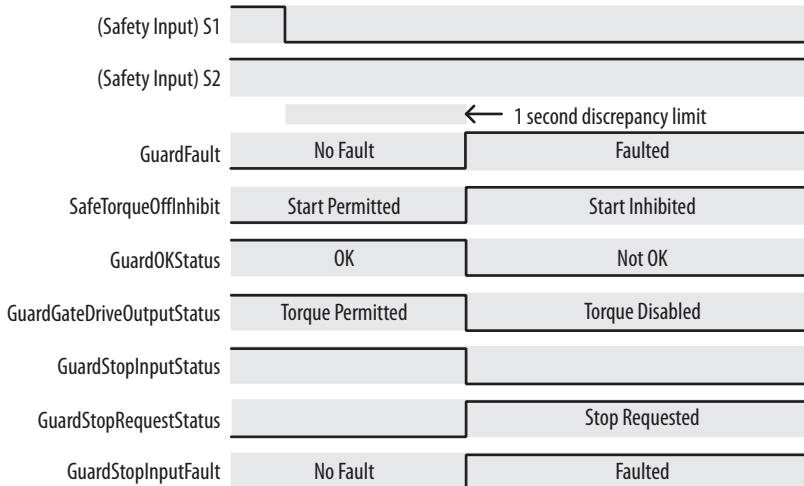 (Safety Input) S1
(Safety Input) S2
1 second discrepancy limit
GuardFault No Fault Faulted
SafeTorqueOffInhibit Start Permitted Start Inhibited
GuardOKStatus OK Not OK
GuardGateDriveOutputStatus Torque Permitted Torque Disabled
GuardStopInputStatus
GuardStopRequestStatus Stop Requested
GuardStopInputFault No Fault Faulted